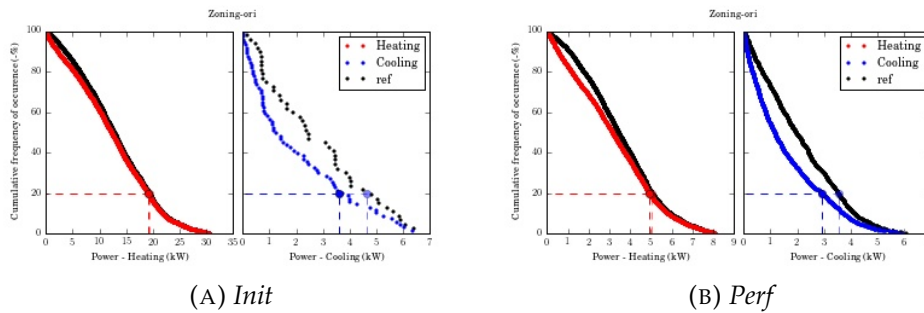 Zoning-ori
Cumulative frequency of occurence (-%)
100
80
60
40
20
0
0 5 10 15 20 25 30 35
Power - Heating (kW)
Heating
Cooling
ref
0 1 2 3 4 5 6 7
Power - Cooling (kW)
(A) Init
Zoning-ori
Cumulative frequency of occurence (-%)
100
80
60
40
20
0
0 1 2 3 4 5 6 7 8 9
Power - Heating (kW)
Heating
Cooling
ref
0 1 2 3 4 5 6
Power - Cooling (kW)
(B) Perf